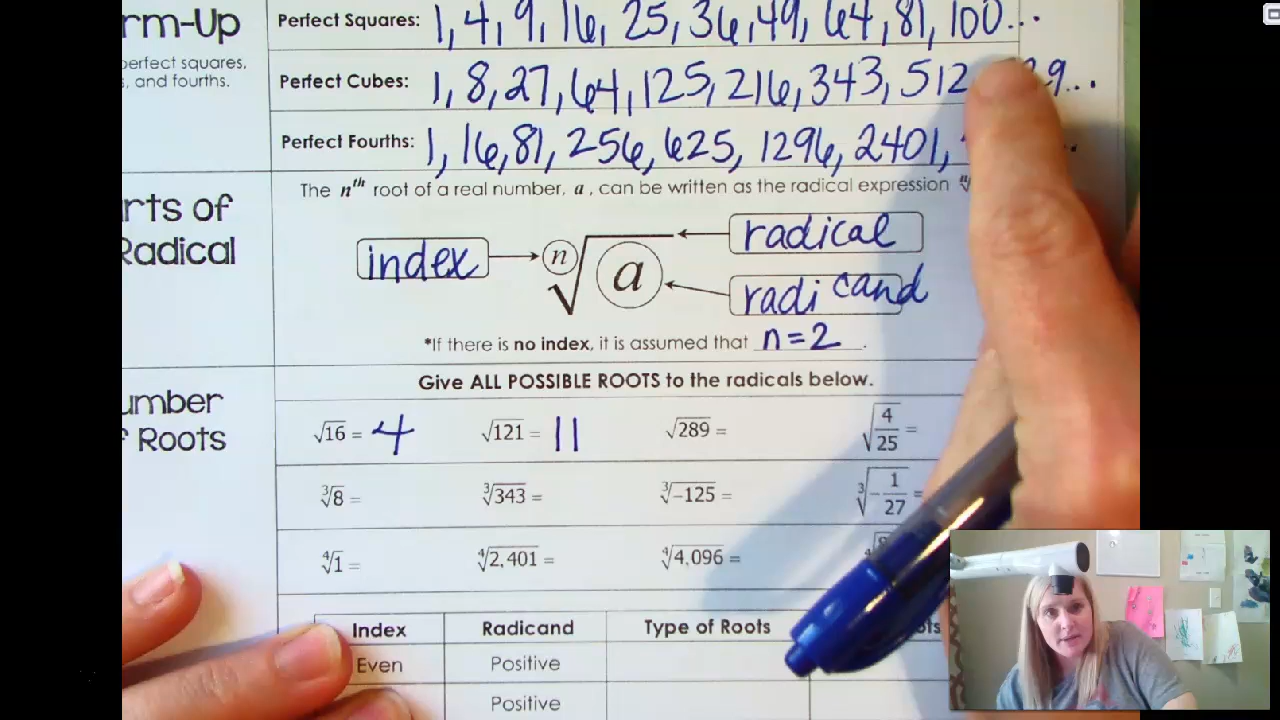 rm-Up
perfect squares,
, and fourths.
Perfect Squares: 1, 4, 9, 16, 25, 36, 49, 64, 81, 100...
Perfect Cubes: 1, 8, 27, 64, 125, 216, 343, 512 9...
Perfect Fourths: 1, 16, 81, 256, 625, 1296, 2401,
rts of
Radical
The nth root of a real number, a , can be written as the radical expression
index
n√a
radical
radicand
*If there is no index, it is assumed that n=2.
umber
f Roots
Give ALL POSSIBLE ROOTS to the radicals below.
√16 = 4 √121 = 11 √289 = √(4/25) =
∛8 = ∛343 = ∛-125 = ∛(-1/27) =
∜1 = ∜2,401 = ∜4,096 =
Index Radicand Type of Roots
Even Positive
Positive